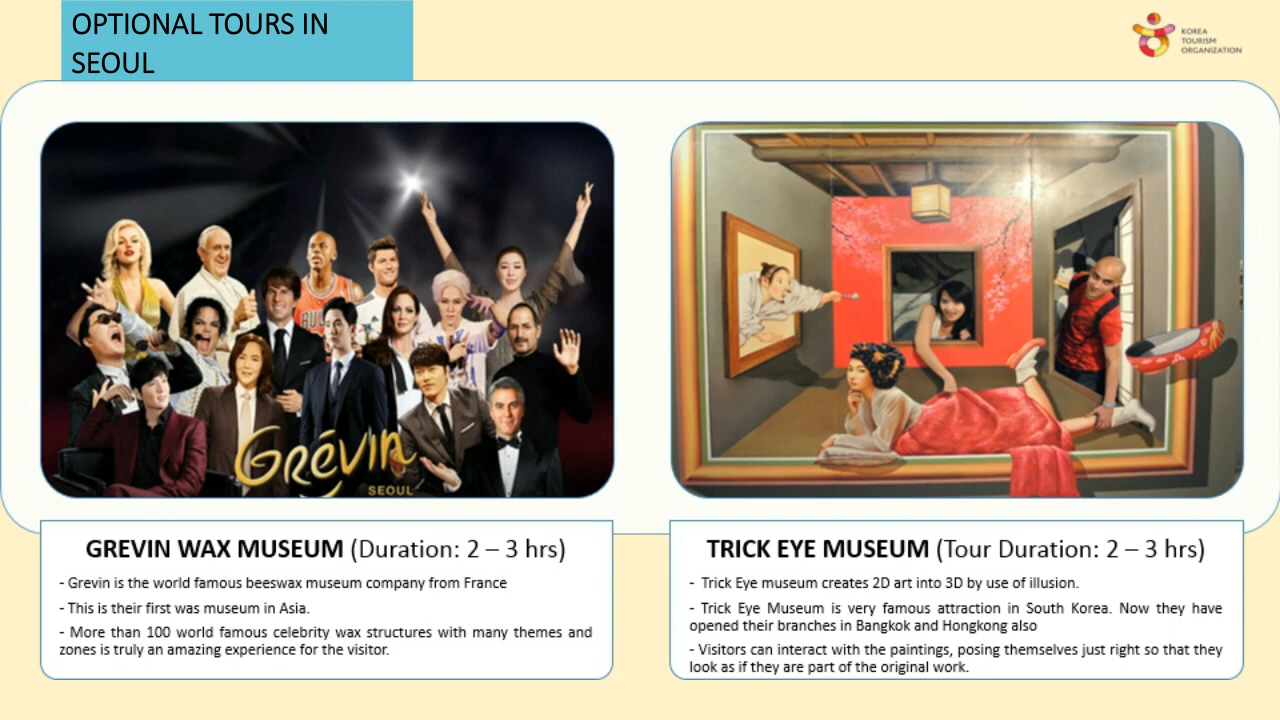 OPTIONAL TOURS IN
SEOUL
KOREA
TOURISM
ORGANIZATION
BULLS
Grévin
SEOUL
GREVIN WAX MUSEUM (Duration: 2 – 3 hrs)
- Grevin is the world famous beeswax museum company from France
- This is their first was museum in Asia.
- More than 100 world famous celebrity wax structures with many themes and
zones is truly an amazing experience for the visitor.
TRICK EYE MUSEUM (Tour Duration: 2 – 3 hrs)
- Trick Eye museum creates 2D art into 3D by use of illusion.
- Trick Eye Museum is very famous attraction in South Korea. Now they have
opened their branches in Bangkok and Hongkong also
- Visitors can interact with the paintings, posing themselves just right so that they
look as if they are part of the original work.